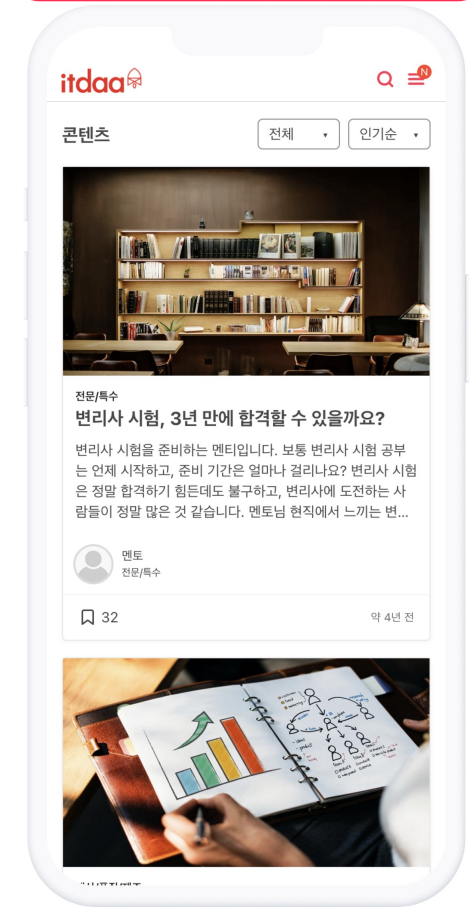 itdaa
N
콘텐츠
전체
인기순
전문/특수
변리사 시험, 3년 만에 합격할 수 있을까요?
변리사 시험을 준비하는 멘티입니다. 보통 변리사 시험 공부
는 언제 시작하고, 준비 기간은 얼마나 걸리나요? 변리사 시험
은 정말 합격하기 힘든데도 불구하고, 변리사에 도전하는 사
람들이 정말 많은 것 같습니다. 멘토님 현직에서 느끼는 변...
멘토
전문/특수
32
약 4년 전